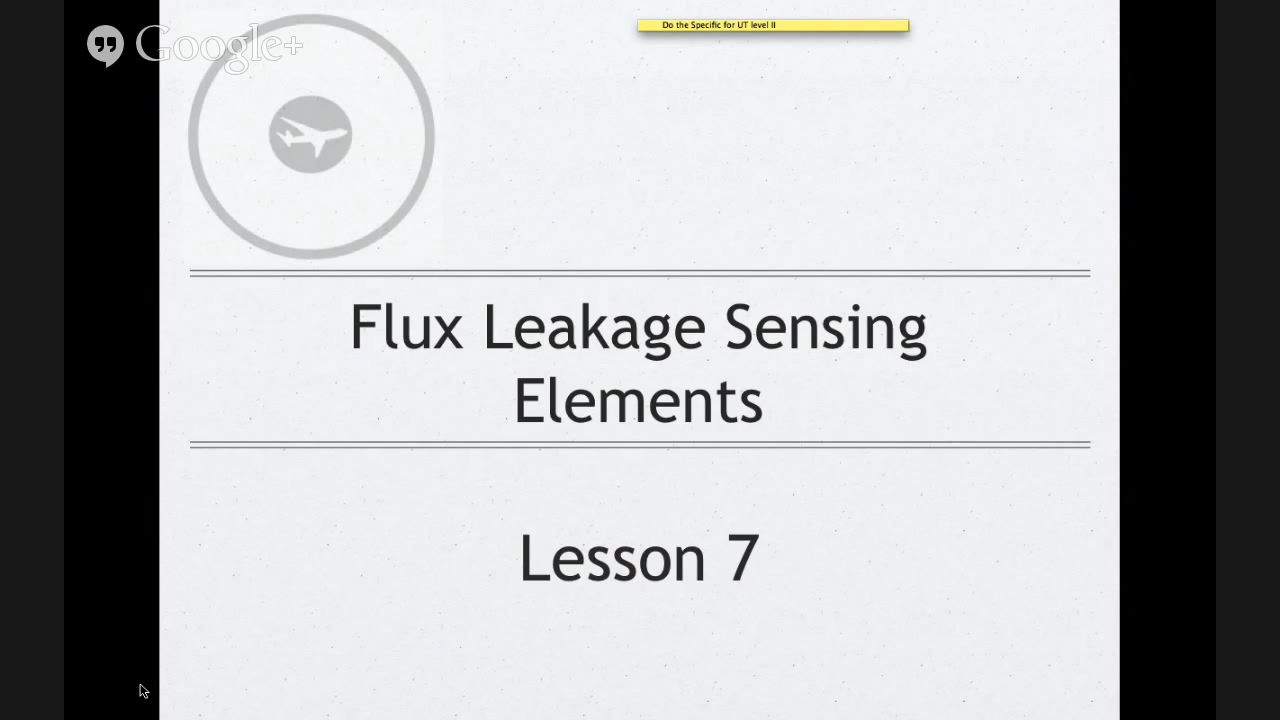 Google+
Do the Specific for UT level II
Flux Leakage Sensing
Elements
Lesson 7